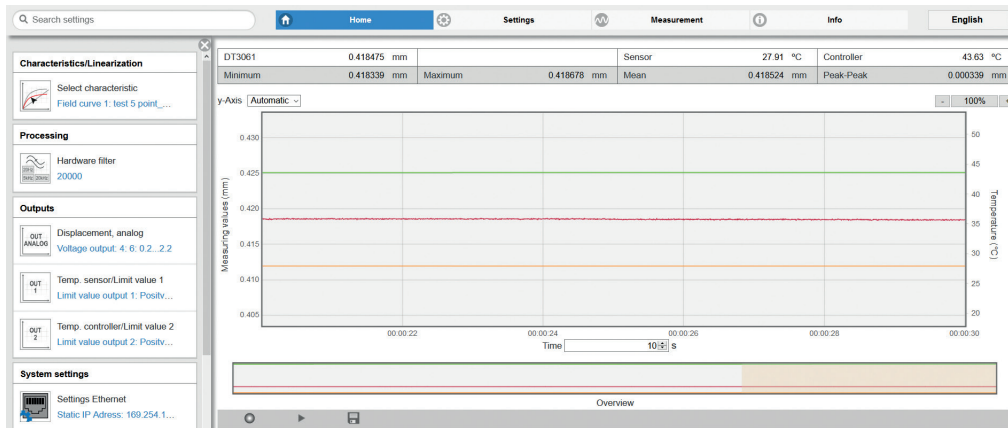 Search settings
Home
Settings
Measurement
Info
English
Characteristics/Linearization
Select characteristic
Field curve 1: test 5 point_...
Processing
Hardware filter
20000
Outputs
OUT
ANALOG
Displacement, analog
Voltage output: 4: 6: 0.2...2.2
OUT
1
Temp. sensor/Limit value 1
Limit value output 1: Positv...
OUT
2
Temp. controller/Limit value 2
Limit value output 2: Positv...
System settings
Settings Ethernet
Static IP Adress: 169.254.1...
DT3061 0.418475 mm Sensor 27.91 ºC Controller 43.63 ºC
Minimum 0.418339 mm Maximum 0.418678 mm Mean 0.418524 mm Peak-Peak 0.000339 mm
y-Axis Automatic
- 100%
Measuring values (mm)
0.430
0.425
0.420
0.415
0.410
0.405
50
45
40
35
30
25
20
Temperature (°C)
00:00:22 00:00:24 00:00:26 00:00:28 00:00:30
Time 10 s
Overview